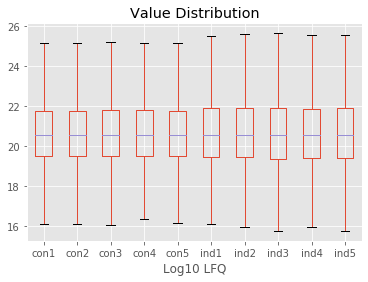 Value Distribution
26
24
22
20
18
16
con1 con2 con3 con4 con5 ind1 ind2 ind3 ind4 ind5
Log10 LFQ